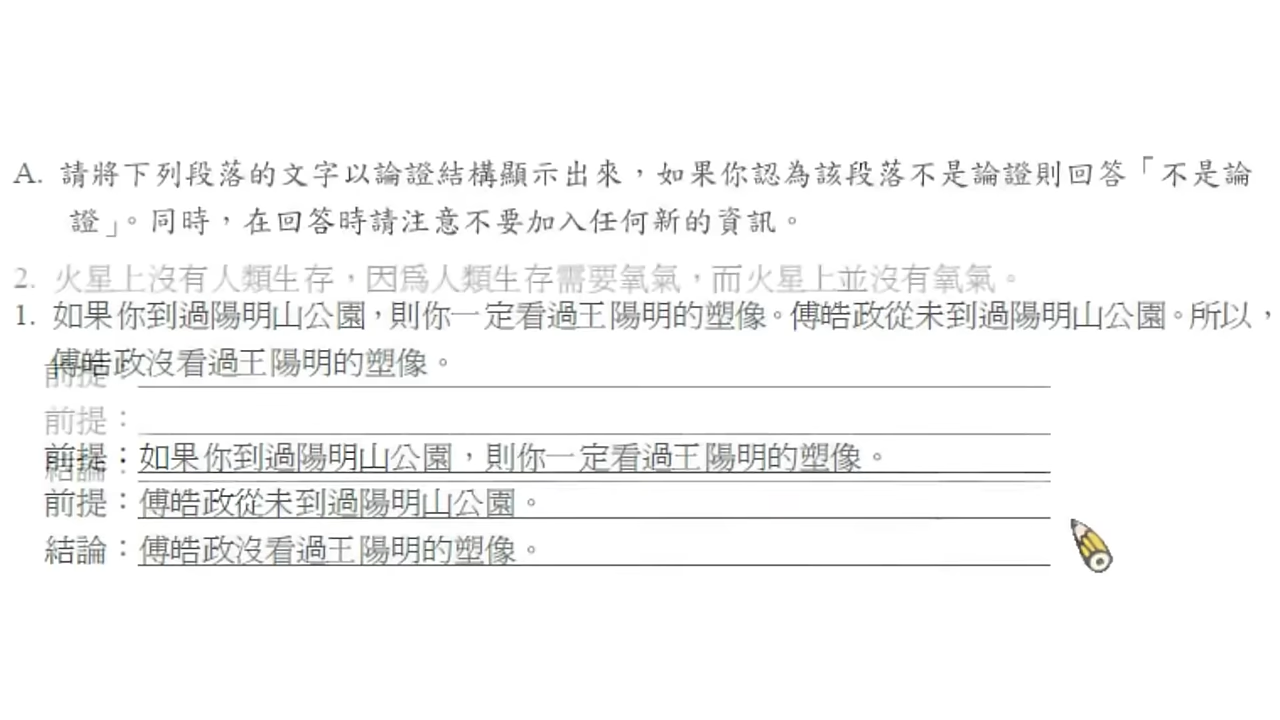 A. 請將下列段落的文字以論證結構顯示出來，如果你認為該段落不是論證則回答「不是論
證」。同時，在回答時請注意不要加入任何新的資訊。
2. 火星上沒有人類生存，因爲人類生存需要氧氣，而火星上並沒有氧氣。
1. 如果你到過陽明山公園，則你一定看過王陽明的塑像。傅皓政從未到過陽明山公園。所以，
傅皓政沒看過王陽明的塑像。
前提：
前提：
前提：如果你到過陽明山公園，則你一定看過王陽明的塑像。
結論：
前提：傅皓政從未到過陽明山公園。
結論：傅皓政沒看過王陽明的塑像。